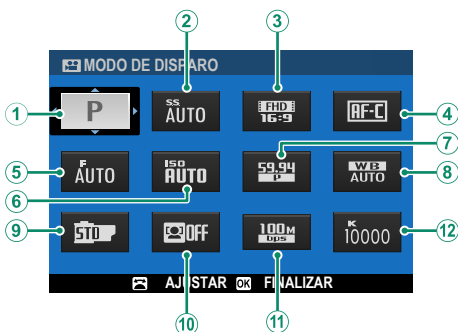 ② ③
MODO DE DISPARO
① P S.S. AUTO FHD 16:9 AF-C ④
⑦
⑤ F AUTO ISO AUTO 59.94 P WB AUTO ⑧
⑥
⑨ STD OFF 100M bps K 10000 ⑫
AJUSTAR OK FINALIZAR
⑩ ⑪